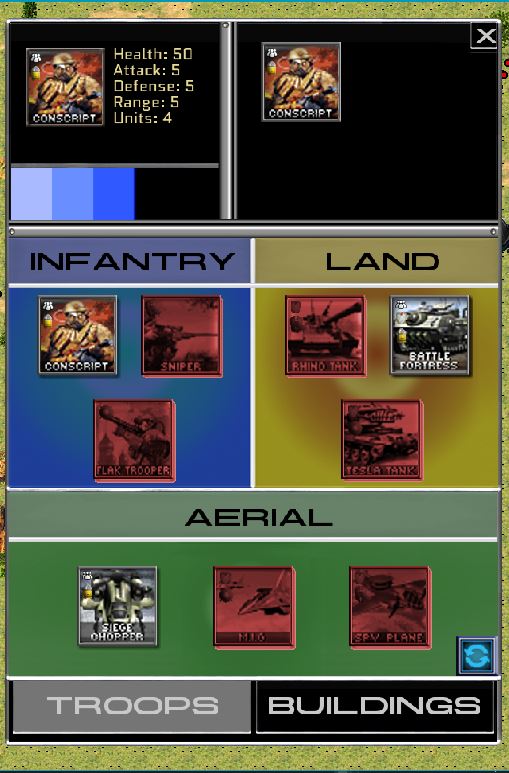 CONSCRIPT
Health: 50
Attack: 5
Defense: 5
Range: 5
Units: 4
CONSCRIPT
INFANTRY
LAND
CONSCRIPT
SNIPER
RHINO TANK
BATTLE
FORTRESS
FLAK TROOPER
TESLA TANK
AERIAL
SIEGE
CHOPPER
M.I.G
SPY PLANE
TROOPS
BUILDINGS